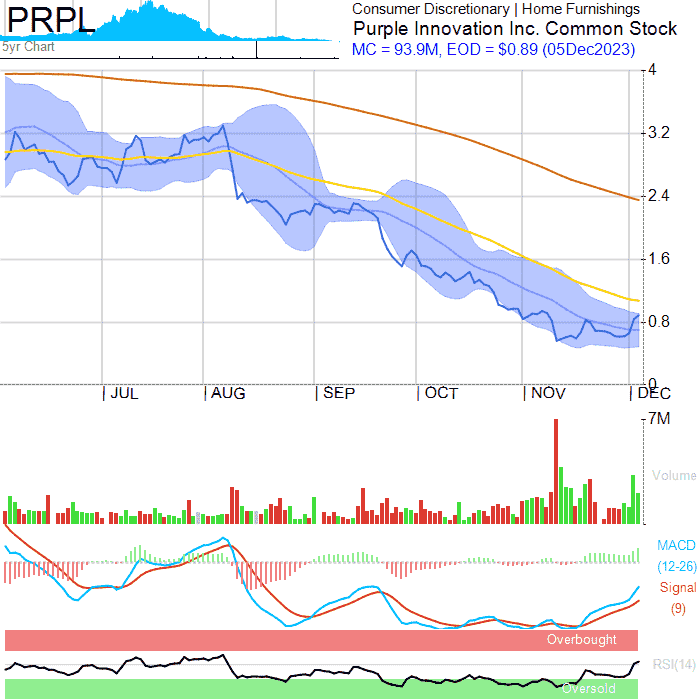 PRPL
5yr Chart
Consumer Discretionary | Home Furnishings
Purple Innovation Inc. Common Stock
MC = 93.9M, EOD = $0.89 (05Dec2023)
4
3.2
2.4
1.6
0.8
0
JUL AUG SEP OCT NOV DEC
7M
Volume
MACD
(12-26)
Signal
(9)
Overbought
RSI(14)
Oversold